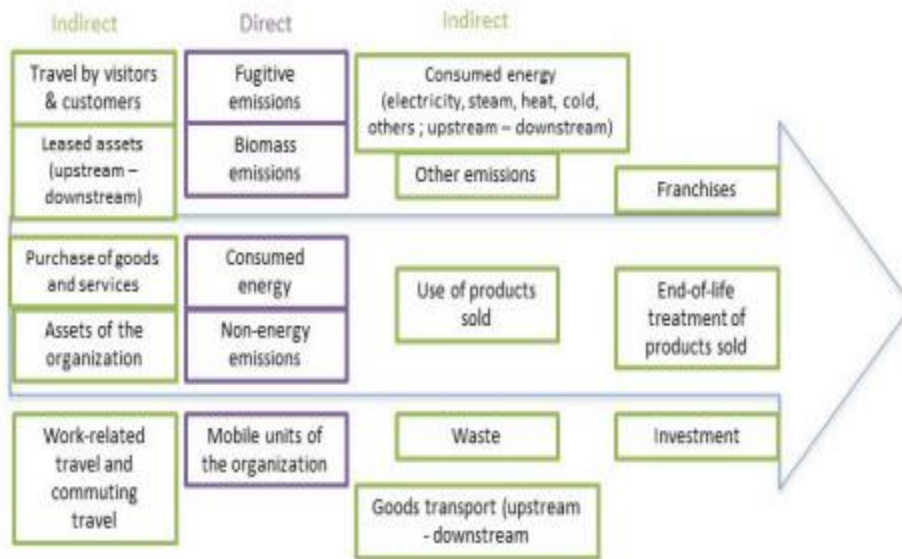 Indirect
Direct
Indirect
Travel by visitors
& customers
Fugitive
emissions
Consumed energy
(electricity, steam, heat, cold,
others ; upstream – downstream)
Leased assets
(upstream –
downstream)
Biomass
emissions
Other emissions
Franchises
Purchase of goods
and services
Consumed
energy
Use of products
sold
End-of-life
treatment of
products sold
Assets of the
organization
Non-energy
emissions
Work-related
travel and
commuting
travel
Mobile units of
the organization
Waste
Investment
Goods transport (upstream
- downstream